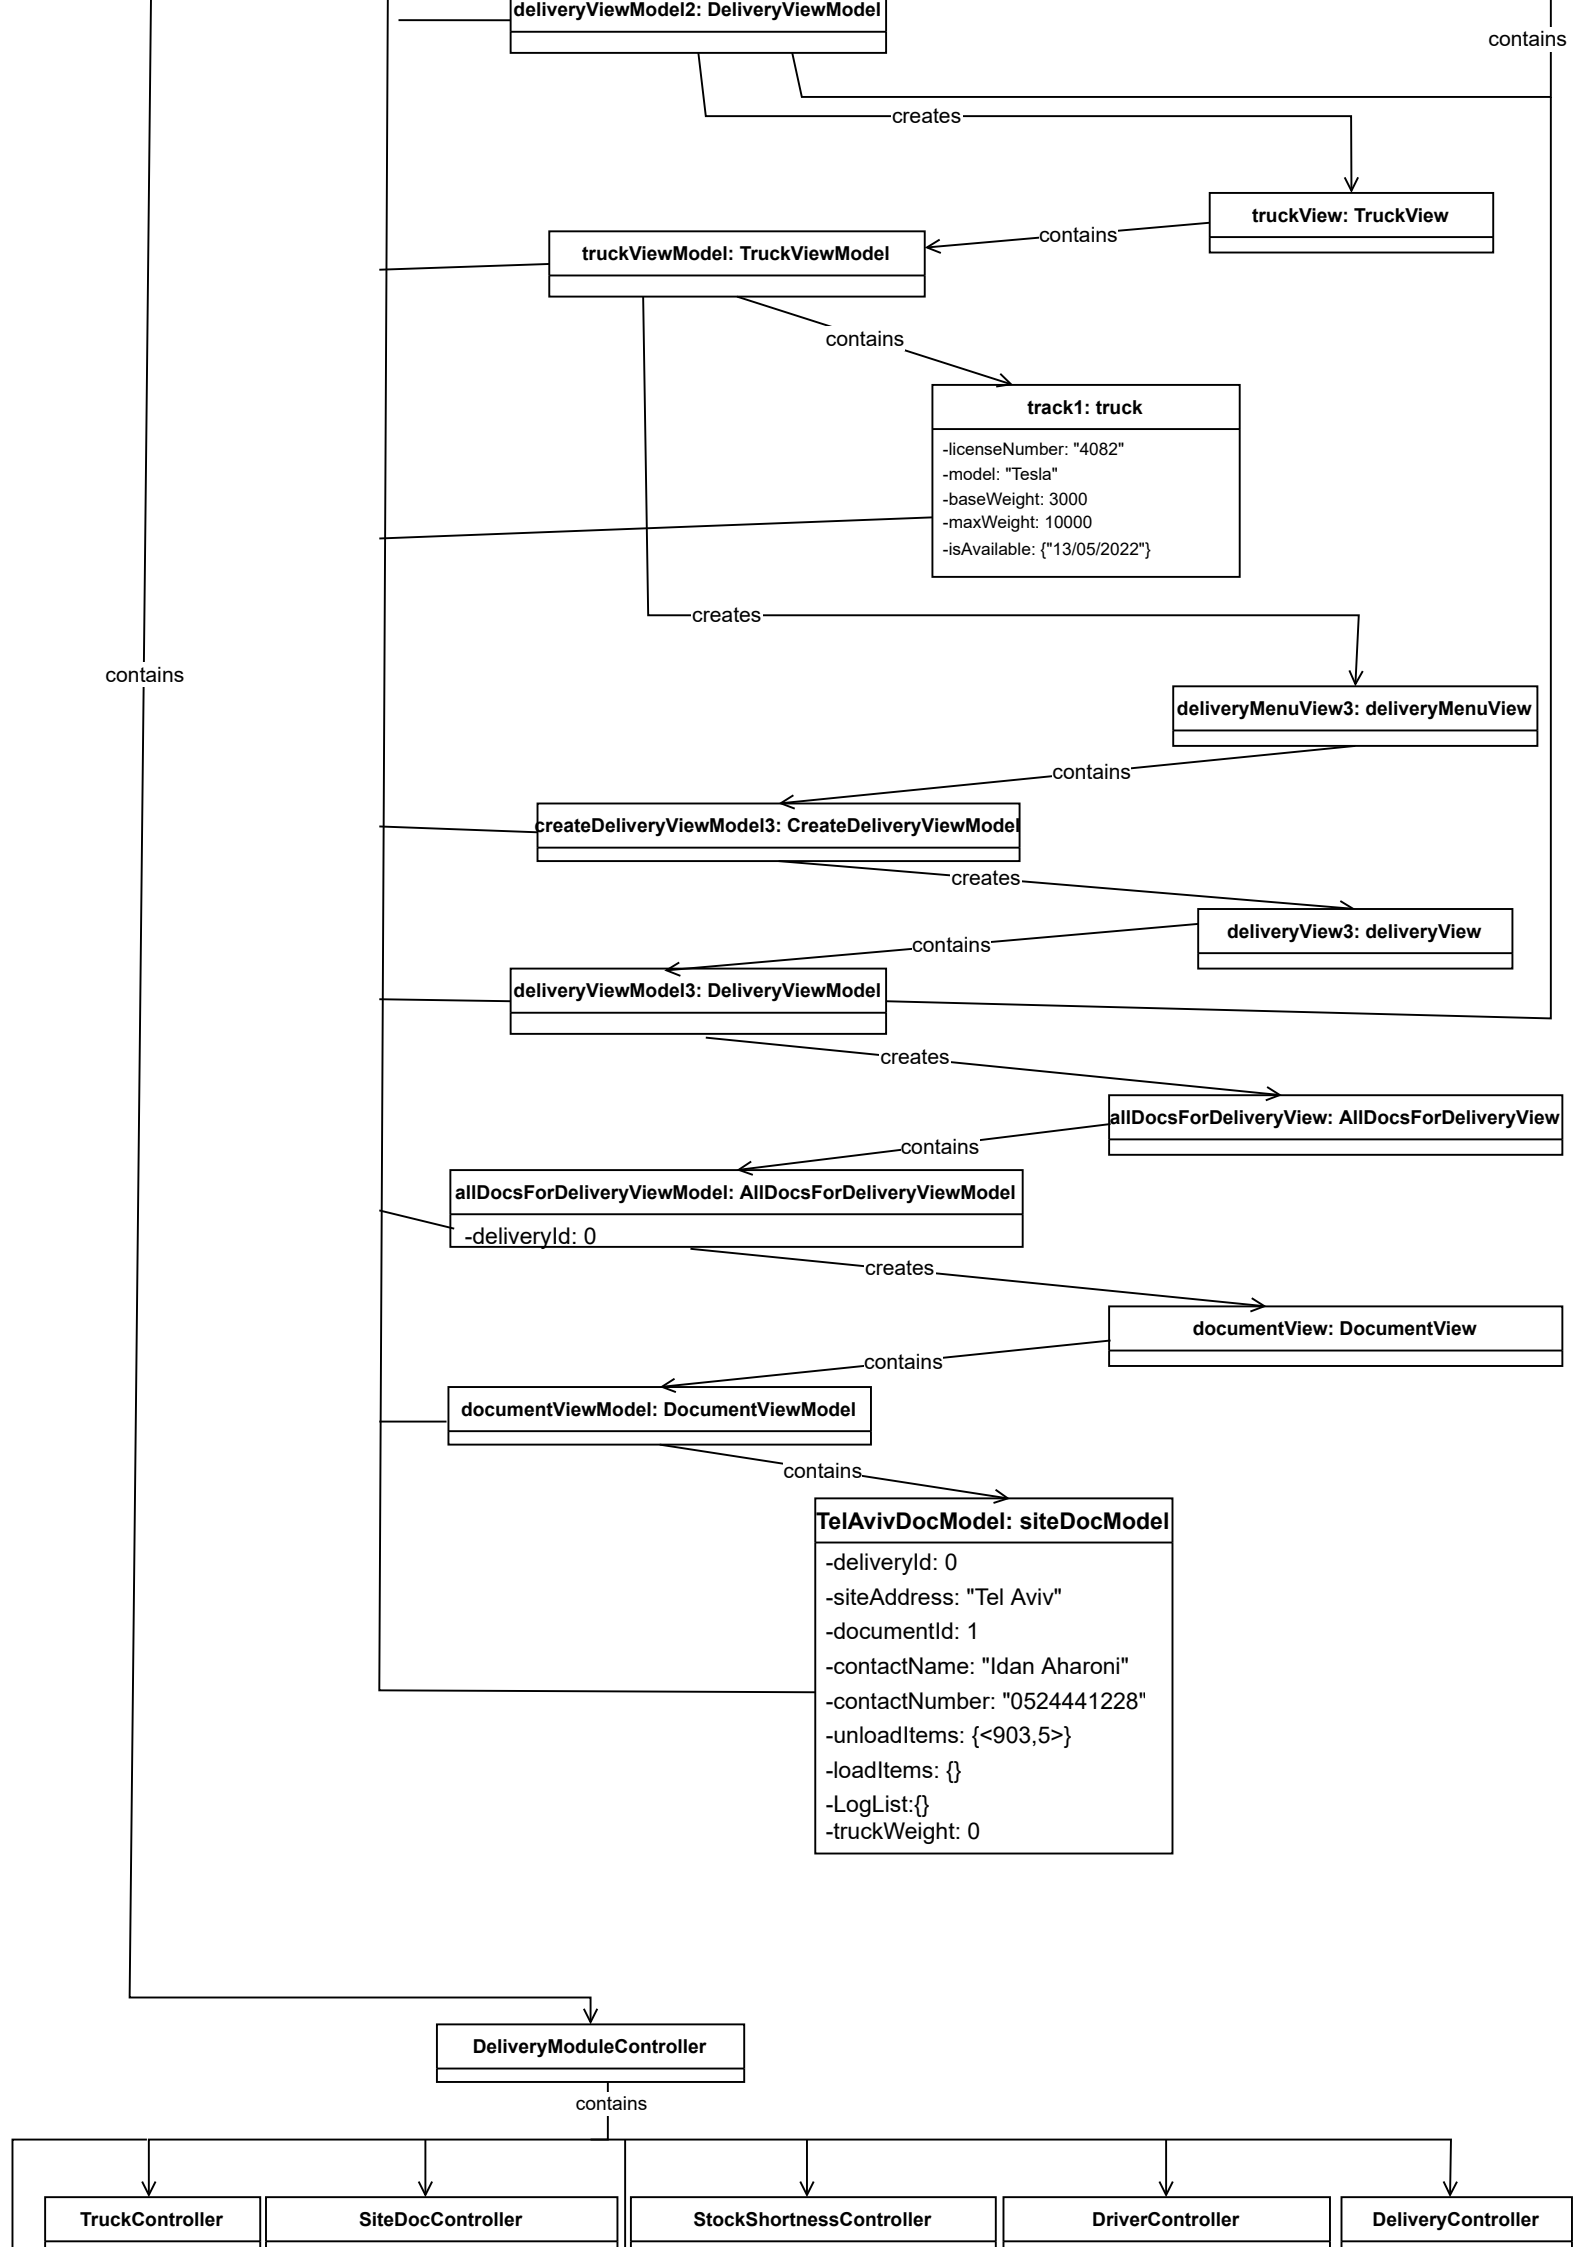 deliveryViewModel2: DeliveryViewModel
contains
creates
truckView: TruckView
contains
truckViewModel: TruckViewModel
contains
track1: truck
-licenseNumber: "4082"
-model: "Tesla"
-baseWeight: 3000
-maxWeight: 10000
-isAvailable: {"13/05/2022"}
creates
contains
deliveryMenuView3: deliveryMenuView
contains
createDeliveryViewModel3: CreateDeliveryViewModel
creates
deliveryView3: deliveryView
contains
deliveryViewModel3: DeliveryViewModel
creates
allDocsForDeliveryView: AllDocsForDeliveryView
contains
allDocsForDeliveryViewModel: AllDocsForDeliveryViewModel
-deliveryId: 0
creates
documentView: DocumentView
contains
documentViewModel: DocumentViewModel
contains
TelAvivDocModel: siteDocModel
-deliveryId: 0
-siteAddress: "Tel Aviv"
-documentId: 1
-contactName: "Idan Aharoni"
-contactNumber: "0524441228"
-unloadItems: {<903,5>}
-loadItems: {}
-LogList:{}
-truckWeight: 0
DeliveryModuleController
contains
TruckController
SiteDocController
StockShortnessController
DriverController
DeliveryController